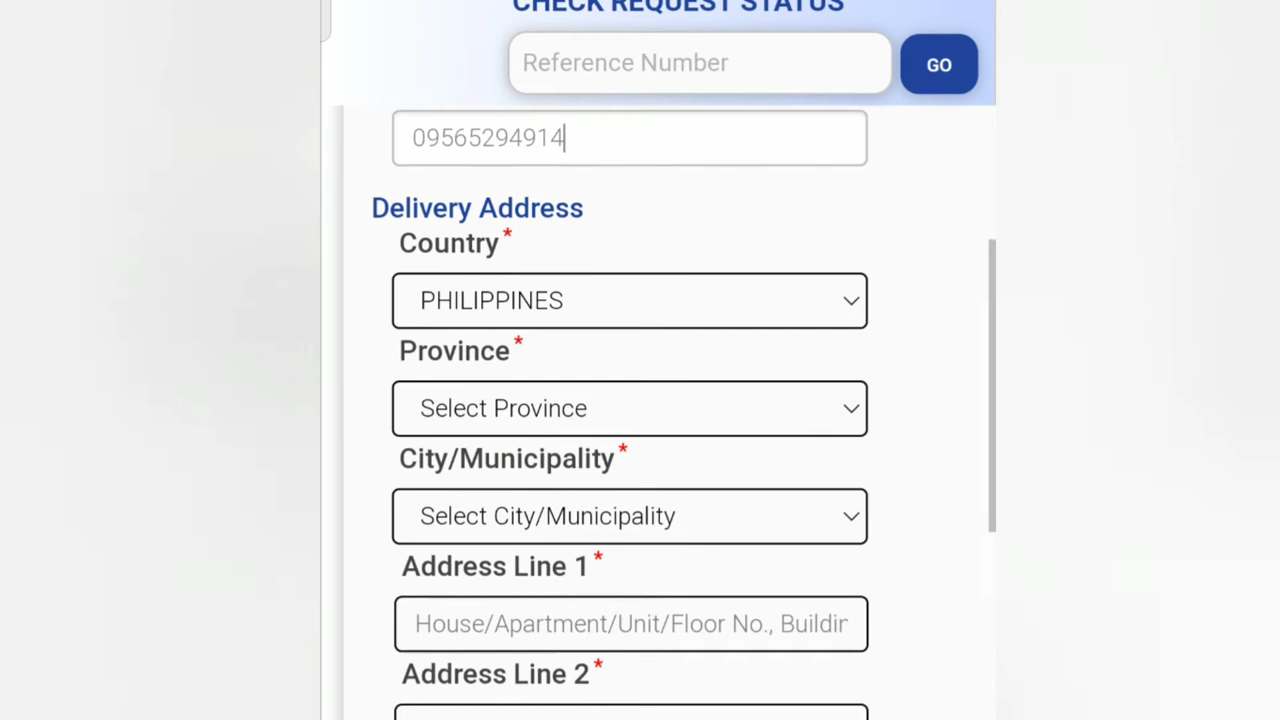 CHECK REQUEST STATUS
Reference Number
GO
09565294914
Delivery Address
Country*
PHILIPPINES
Province*
Select Province
City/Municipality*
Select City/Municipality
Address Line 1*
House/Apartment/Unit/Floor No., Buildin
Address Line 2*